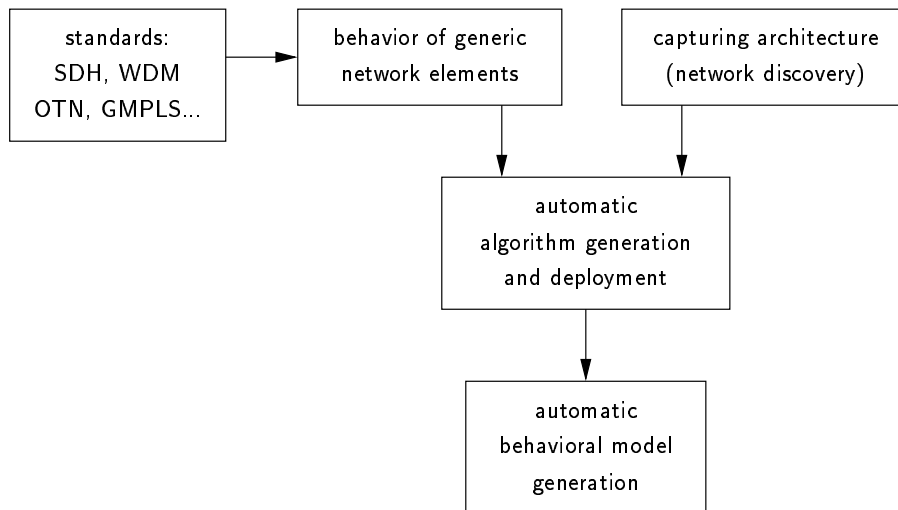 standards:
SDH, WDM
OTN, GMPLS...
behavior of generic
network elements
capturing architecture
(network discovery)
automatic
algorithm generation
and deployment
automatic
behavioral model
generation